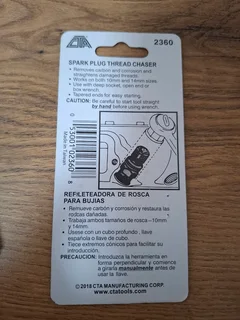 CTA
2360
SPARK PLUG THREAD CHASER
• Removes carbon and corrosion and
straightens damaged threads.
• Works on both 10mm and 14mm sizes.
• Use with deep socket, open end or
box wrench.
• Tapered ends for easy starting.
CAUTION: Be careful to start tool straight
by hand before using wrench.
Made in Taiwan
REFILETEADORA DE ROSCA
PARA BUJIAS
• Remueve carbón y corrosión y restaura las
roscas dañadas.
• Trabaja ambos tamaños de rosca –10mm
y 14mm
• Usese con un cubo profundo, llave
española o llave de cubo.
• Tiece extremos cónicos para facilitar su
introducción.
PRECAUCIÓN: Introduzca la herramienta en
forma perpendicular y comience
a girarla manualmente antes de
usar la llave.
© 2018 CTA MANUFACTURING CORP.
www.ctatools.com